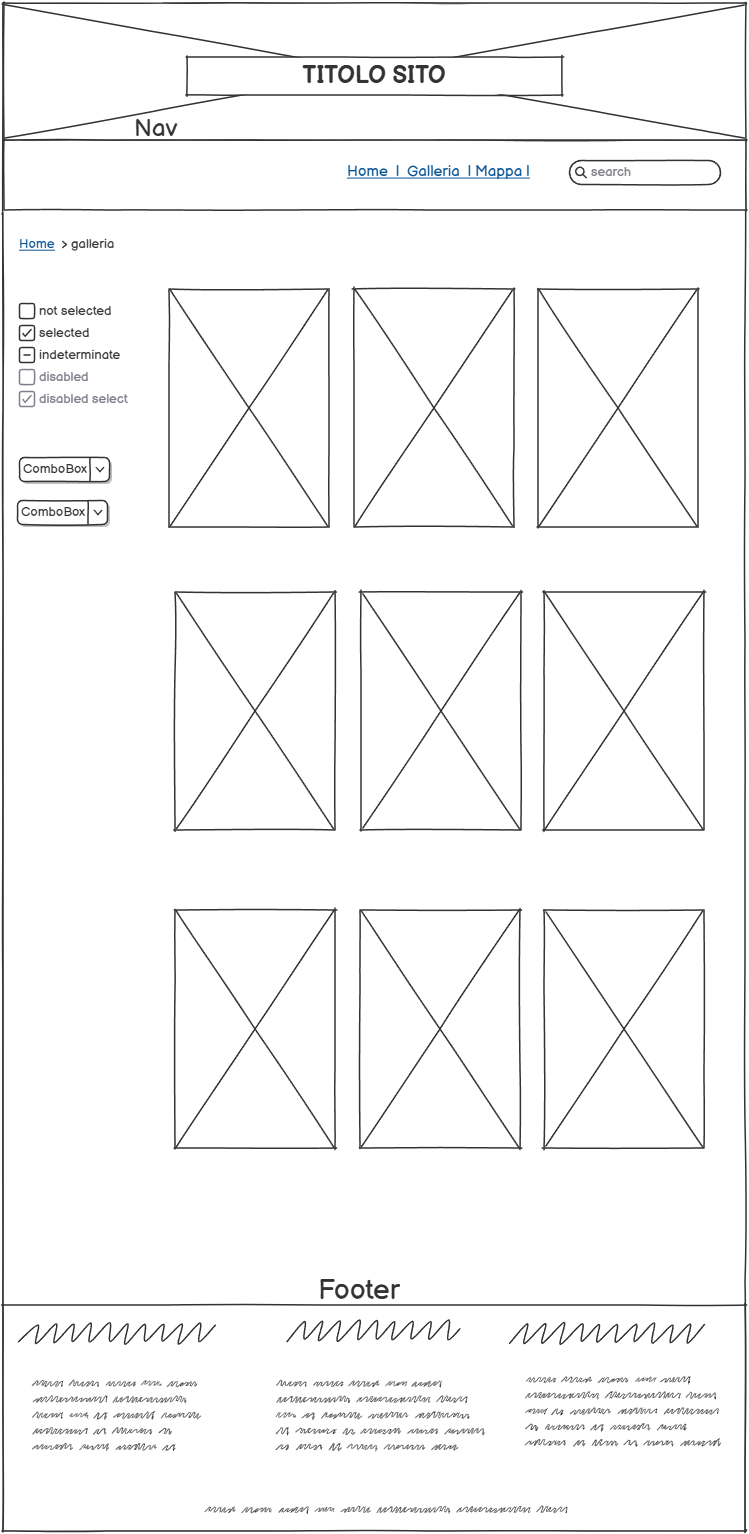 TITOLO SITO
Nav
Home | Galleria | Mappa |
search
Home > galleria
not selected
selected
indeterminate
disabled
disabled select
ComboBox
ComboBox
Footer